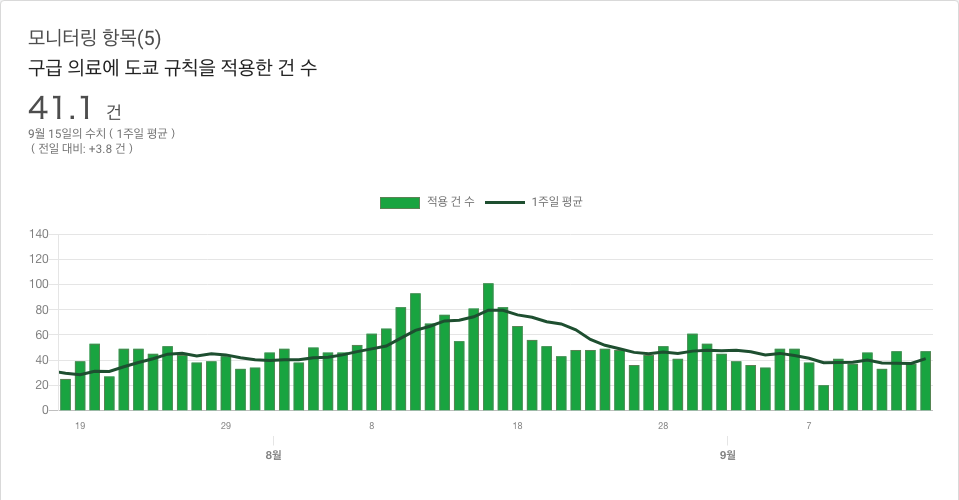 모니터링 항목(5)
구급 의료에 도쿄 규칙을 적용한 건 수
41.1 건
9월 15일의 수치 ( 1주일 평균 )
( 전일 대비: +3.8 건 )
적용 건 수 1주일 평균
140
120
100
80
60
40
20
0
19 29 8 18 28 7
8월 9월